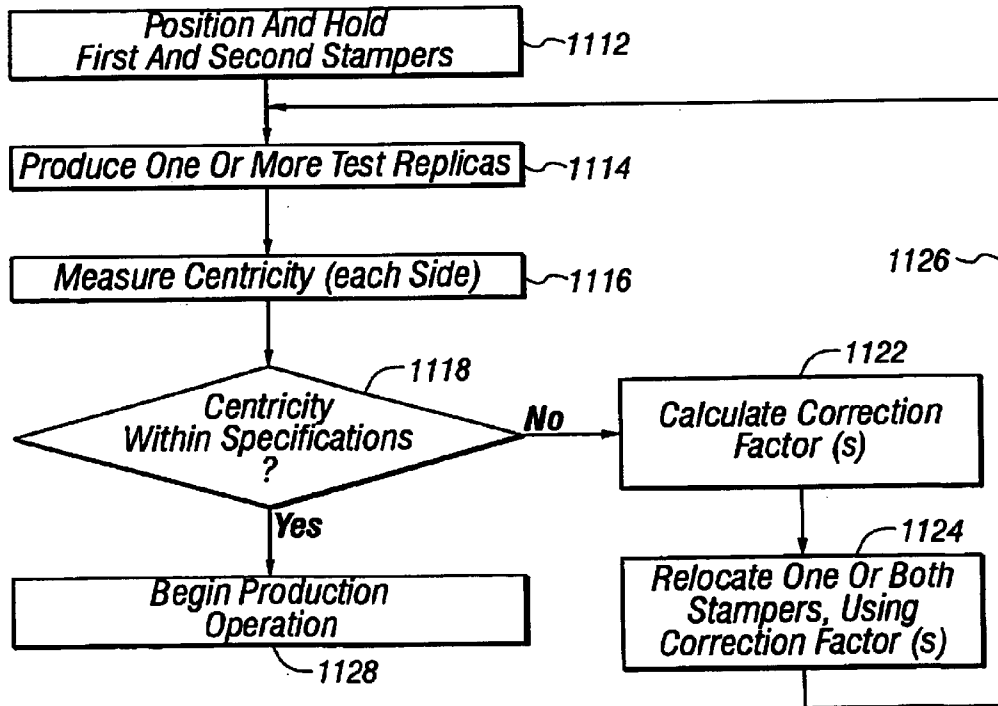 Position And Hold
First And Second Stampers
1112
Produce One Or More Test Replicas
1114
Measure Centricity (each Side)
1116
1126
1118
Centricity
Within Specifications
?
No
Yes
1122
Calculate Correction
Factor (s)
1124
Relocate One Or Both
Stampers, Using
Correction Factor (s)
Begin Production
Operation
1128